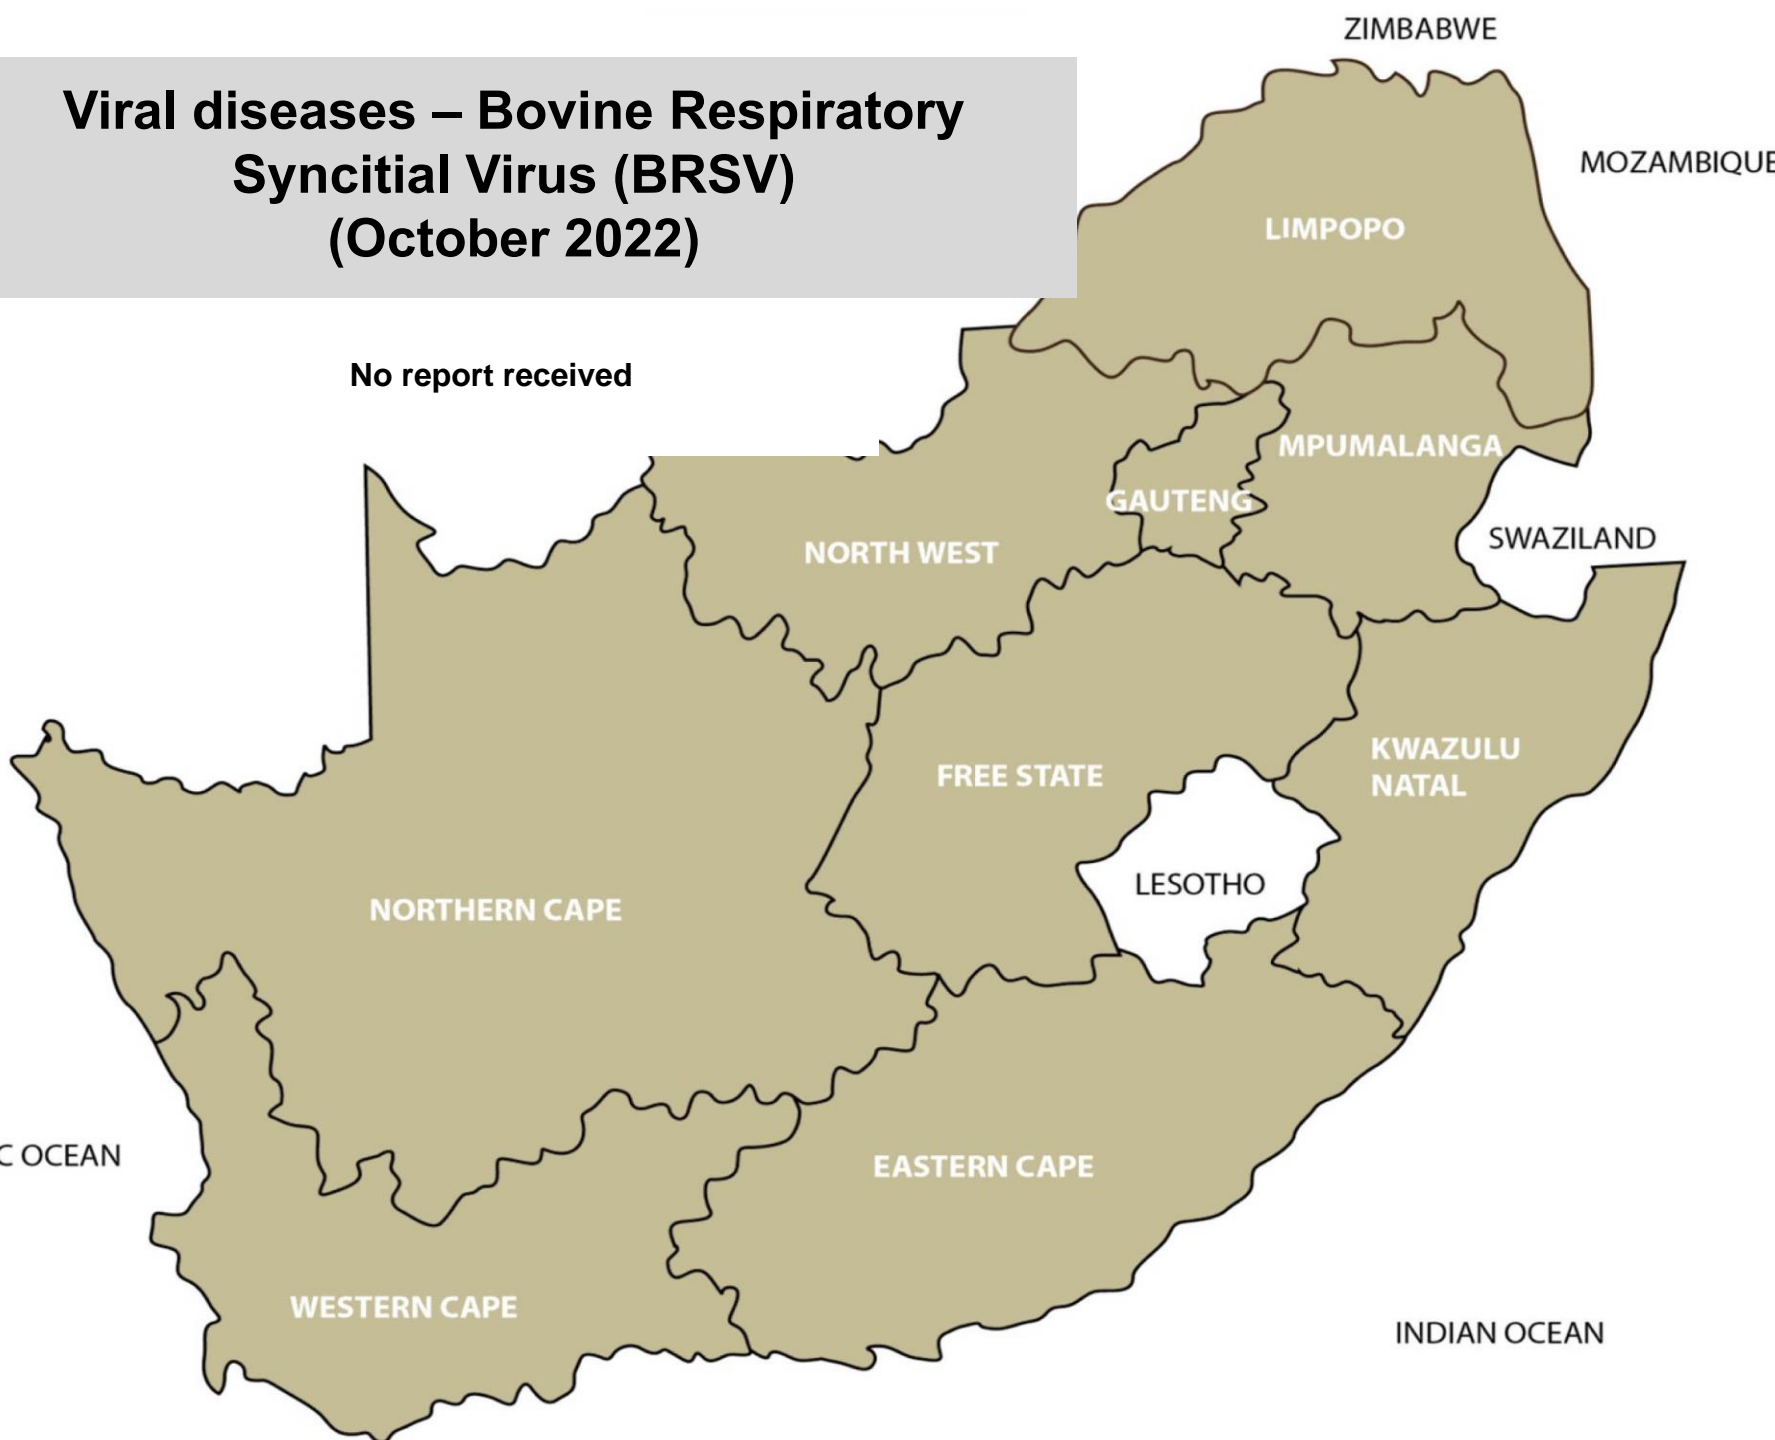 ZIMBABWE
Viral diseases – Bovine Respiratory
Syncitial Virus (BRSV)
(October 2022)
MOZAMBIQUE
LIMPOPO
No report received
MPUMALANGA
GAUTENG
SWAZILAND
NORTH WEST
KWAZULU
NATAL
FREE STATE
LESOTHO
NORTHERN CAPE
C OCEAN
EASTERN CAPE
WESTERN CAPE
INDIAN OCEAN